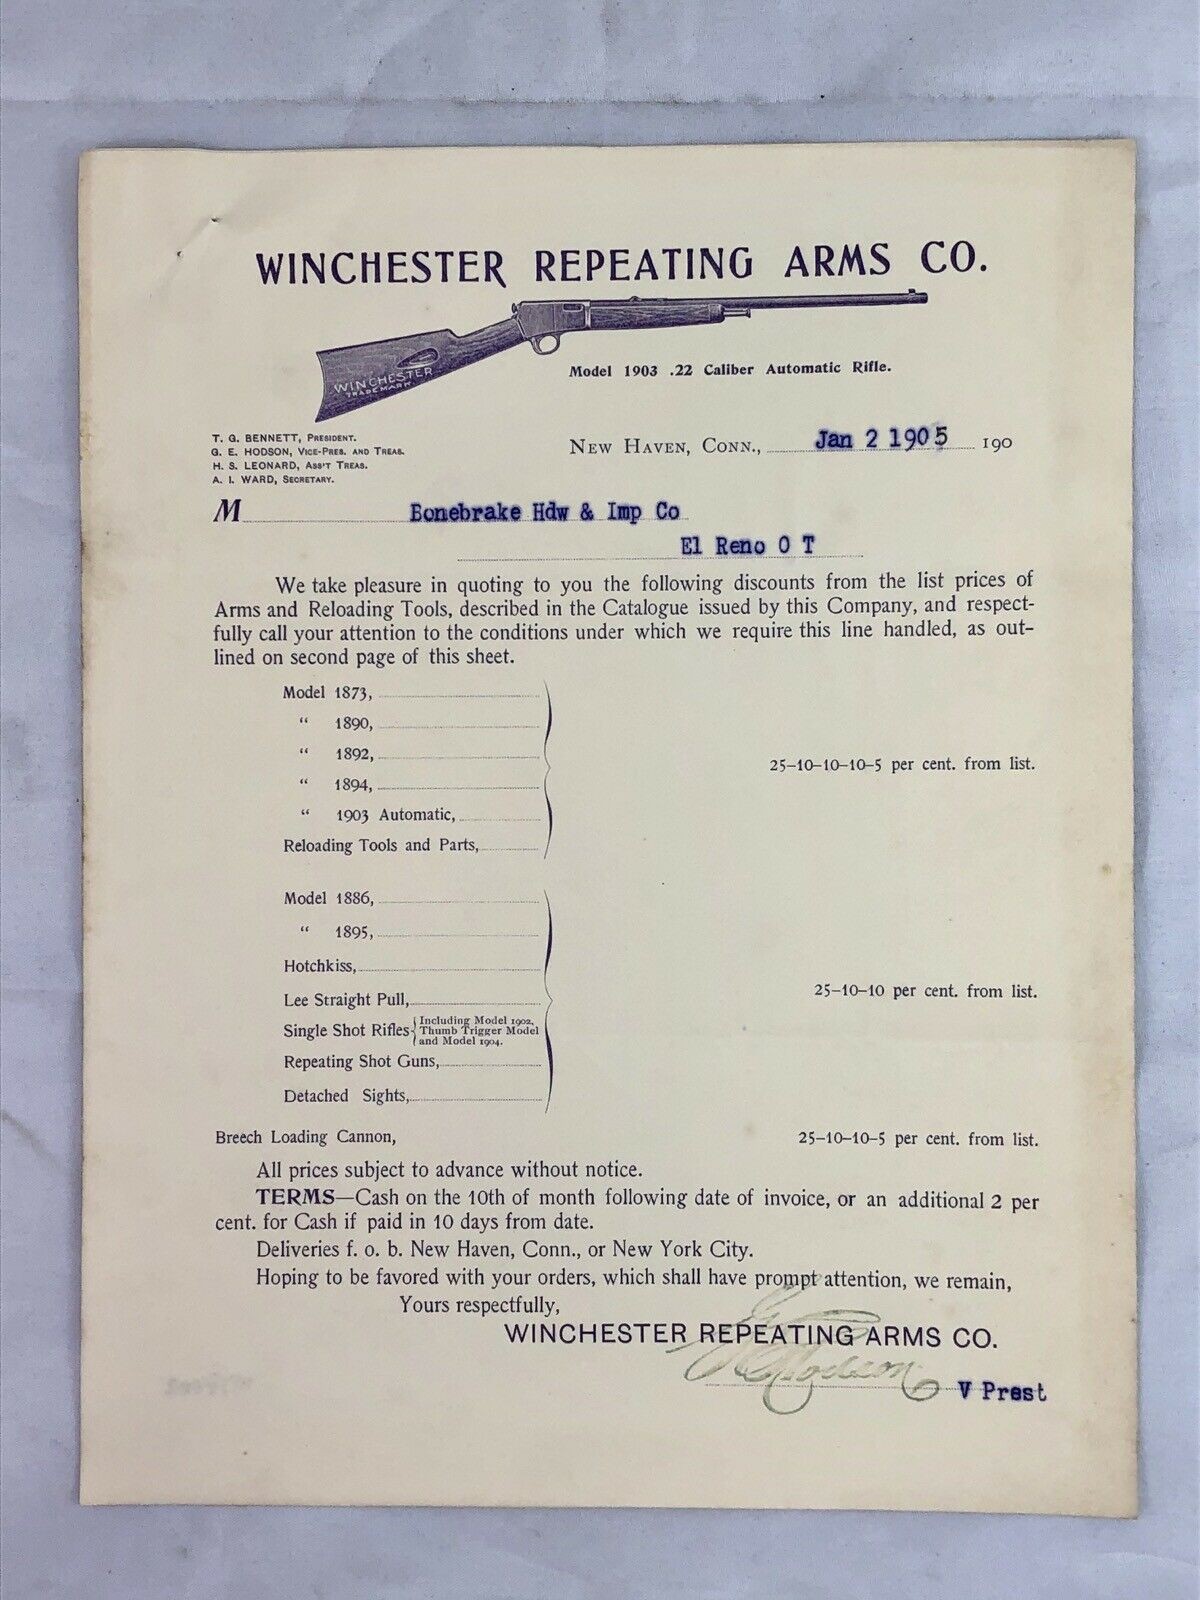 WINCHESTER REPEATING ARMS CO.
WINCHESTER
TRADEMARK
Model 1903 .22 Caliber Automatic Rifle.
T. G. BENNETT, PRESIDENT.
G. E. HODSON, VICE-PRES. AND TREAS.
H. S. LEONARD, ASS'T TREAS.
A. I. WARD, SECRETARY.
NEW HAVEN, CONN., Jan 2 1905 190
M Bonebrake Hdw & Imp Co
El Reno O T
We take pleasure in quoting to you the following discounts from the list prices of
Arms and Reloading Tools, described in the Catalogue issued by this Company, and respect-
fully call your attention to the conditions under which we require this line handled, as out-
lined on second page of this sheet.
Model 1873,
" 1890,
" 1892,
" 1894,
" 1903 Automatic,
Reloading Tools and Parts,
25-10-10-10-5 per cent. from list.
Model 1886,
" 1895,
Hotchkiss,
Lee Straight Pull,
Single Shot Rifles { Including Model 1902,
Thumb Trigger Model
and Model 1904.
Repeating Shot Guns,
Detached Sights,
25-10-10 per cent. from list.
Breech Loading Cannon, 25-10-10-5 per cent. from list.
All prices subject to advance without notice.
TERMS—Cash on the 10th of month following date of invoice, or an additional 2 per
cent. for Cash if paid in 10 days from date.
Deliveries f. o. b. New Haven, Conn., or New York City.
Hoping to be favored with your orders, which shall have prompt attention, we remain,
Yours respectfully,
WINCHESTER REPEATING ARMS CO.
G E Hodson
V Prest